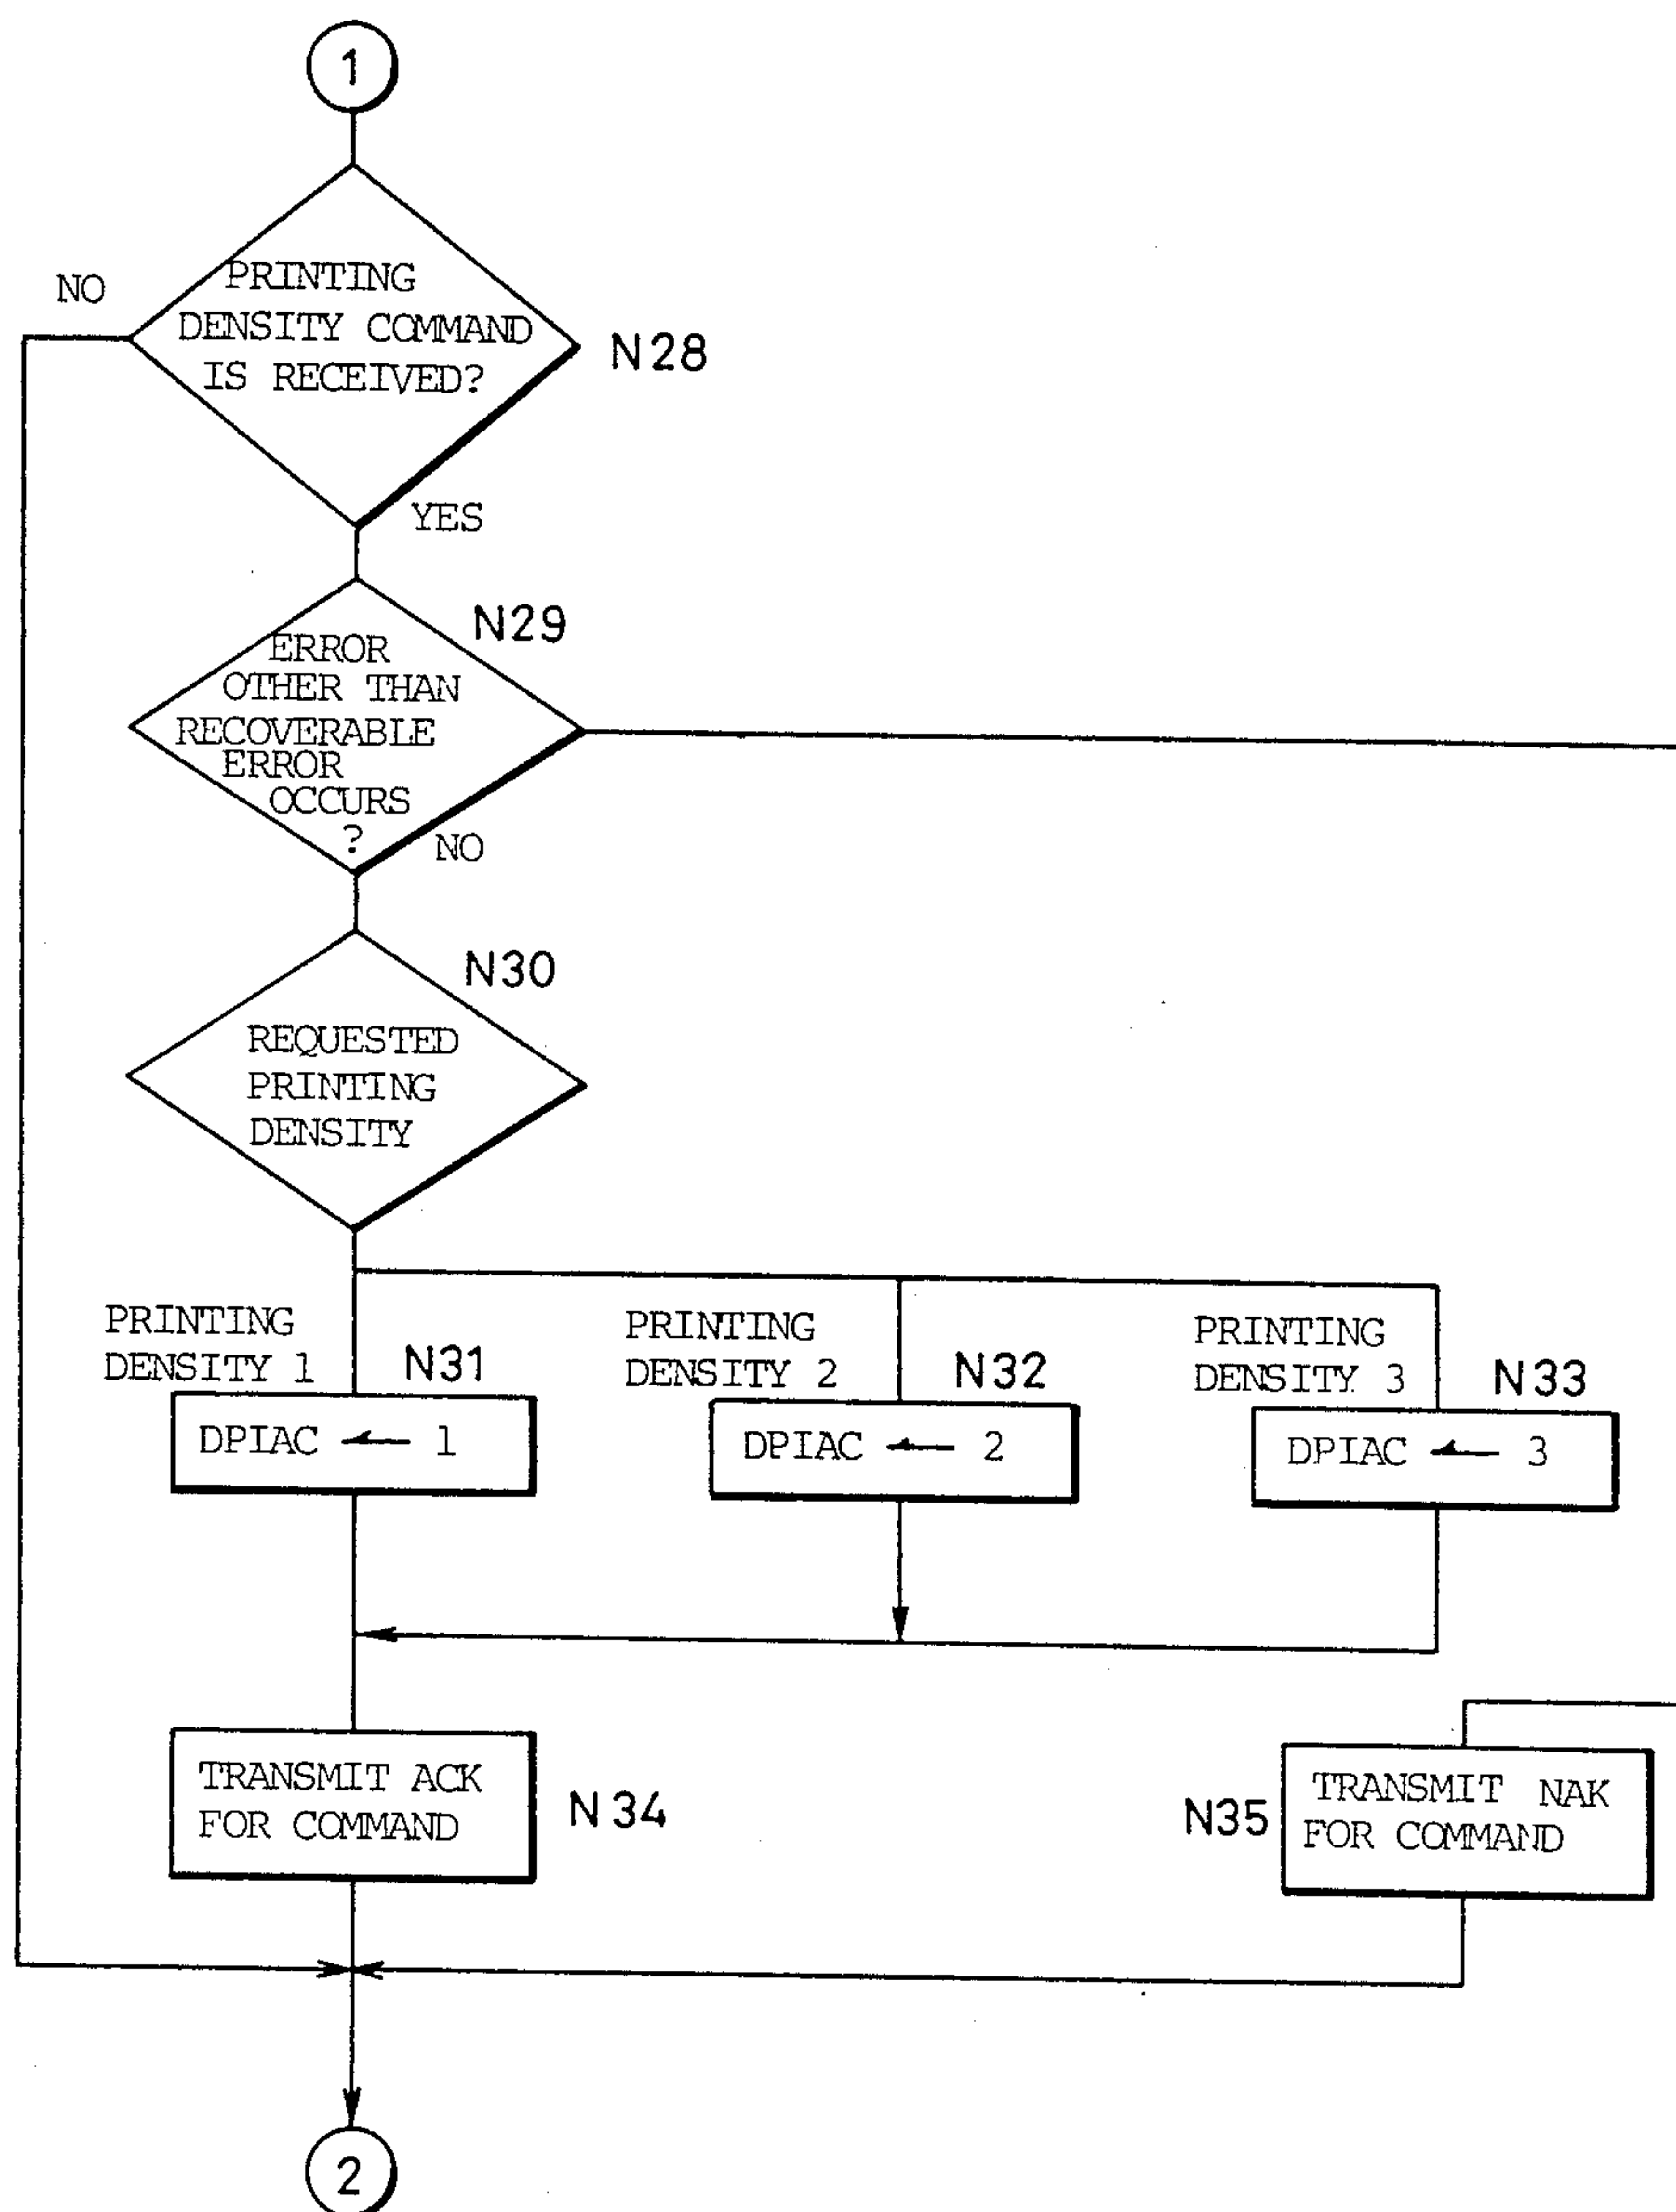 1
NO
PRINTING
DENSITY COMMAND
IS RECEIVED?
N28
YES
N29
ERROR
OTHER THAN
RECOVERABLE
ERROR
OCCURS
?
NO
N30
REQUESTED
PRINTING
DENSITY
PRINTING
DENSITY 1
N31
DPIAC ← 1
PRINTING
DENSITY 2
N32
DPIAC ← 2
PRINTING
DENSITY 3
N33
DPIAC ← 3
TRANSMIT ACK
FOR COMMAND
N34
N35
TRANSMIT NAK
FOR COMMAND
2